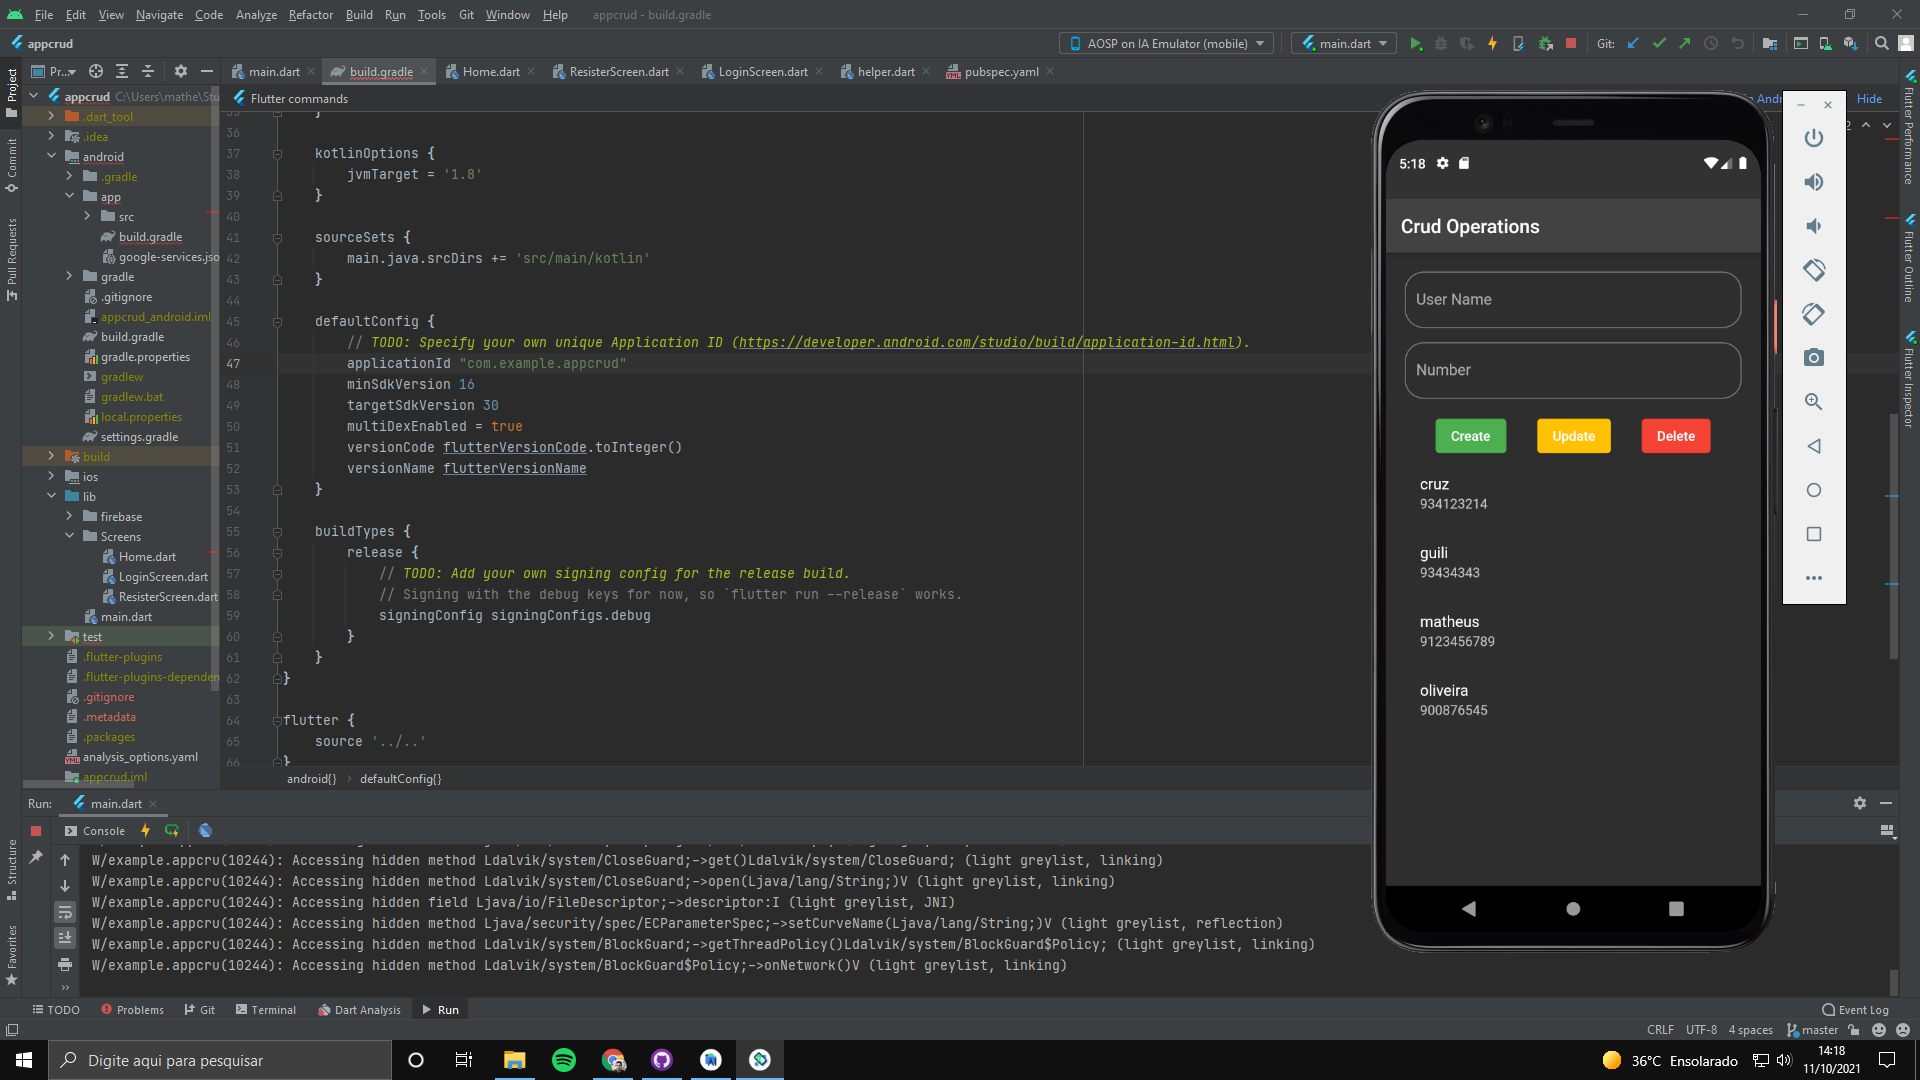 File Edit View Navigate Code Analyze Refactor Build Run Tools Git Window Help appcrud - build.gradle
appcrud
AOSP on IA Emulator (mobile)
main.dart
Git:
Pr...
main.dart
build.gradle
Home.dart
ResisterScreen.dart
LoginScreen.dart
helper.dart
pubspec.yaml
Flutter commands
Hide
Project
Commit
Pull Requests
Structure
Favorites
appcrud C:\Users\mathe\Stu
.dart_tool
.idea
android
.gradle
app
src
build.gradle
google-services.jso
gradle
.gitignore
appcrud_android.iml
build.gradle
gradle.properties
gradlew
gradlew.bat
local.properties
settings.gradle
build
ios
lib
firebase
Screens
Home.dart
LoginScreen.dart
ResisterScreen.dart
main.dart
test
.flutter-plugins
.flutter-plugins-dependen
.gitignore
.metadata
.packages
analysis_options.yaml
appcrud.iml
35 }
36
37 kotlinOptions {
38 jvmTarget = '1.8'
39 }
40
41 sourceSets {
42 main.java.srcDirs += 'src/main/kotlin'
43 }
44
45 defaultConfig {
46 // TODO: Specify your own unique Application ID (https://developer.android.com/studio/build/application-id.html).
47 applicationId "com.example.appcrud"
48 minSdkVersion 16
49 targetSdkVersion 30
50 multiDexEnabled = true
51 versionCode flutterVersionCode.toInteger()
52 versionName flutterVersionName
53 }
54
55 buildTypes {
56 release {
57 // TODO: Add your own signing config for the release build.
58 // Signing with the debug keys for now, so `flutter run --release` works.
59 signingConfig signingConfigs.debug
60 }
61 }
62 }
63
64 flutter {
65 source '../..'
66 }
android{} › defaultConfig{}
5:18
Crud Operations
User Name
Number
Create Update Delete
cruz
934123214
guili
93434343
matheus
9123456789
oliveira
900876545
Flutter Performance
Flutter Outline
Flutter Inspector
Run: main.dart
Console
W/example.appcru(10244): Accessing hidden method Ldalvik/system/CloseGuard;->get()Ldalvik/system/CloseGuard; (light greylist, linking)
W/example.appcru(10244): Accessing hidden method Ldalvik/system/CloseGuard;->open(Ljava/lang/String;)V (light greylist, linking)
W/example.appcru(10244): Accessing hidden field Ljava/io/FileDescriptor;->descriptor:I (light greylist, JNI)
W/example.appcru(10244): Accessing hidden method Ljava/security/spec/ECParameterSpec;->setCurveName(Ljava/lang/String;)V (light greylist, reflection)
W/example.appcru(10244): Accessing hidden method Ldalvik/system/BlockGuard;->getThreadPolicy()Ldalvik/system/BlockGuard$Policy; (light greylist, linking)
W/example.appcru(10244): Accessing hidden method Ldalvik/system/BlockGuard$Policy;->onNetwork()V (light greylist, linking)
TODO Problems Git Terminal Dart Analysis Run Event Log
CRLF UTF-8 4 spaces master
Digite aqui para pesquisar
36°C Ensolarado
14:18
11/10/2021